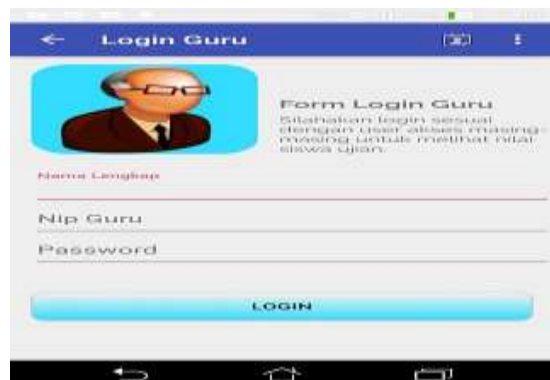 Login Guru
Form Login Guru
Silahakan login sesuai
dengan user akses masing-
masing untuk melihat nilai
siswa ujian.
Nama Lengkap
Nip Guru
Password
LOGIN